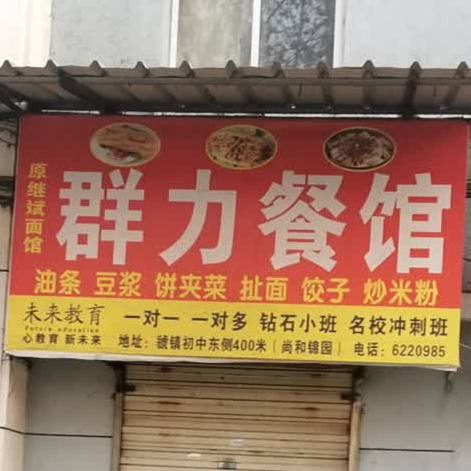 原继斌面馆
群力餐馆
油条 豆浆 饼夹菜 扯面 饺子 炒米粉
未来教育
Future education
心教育 新未来
一对一 一对多 钻石小班 名校冲刺班
地址：虢镇初中东侧400米（尚和锦园） 电话：6220985